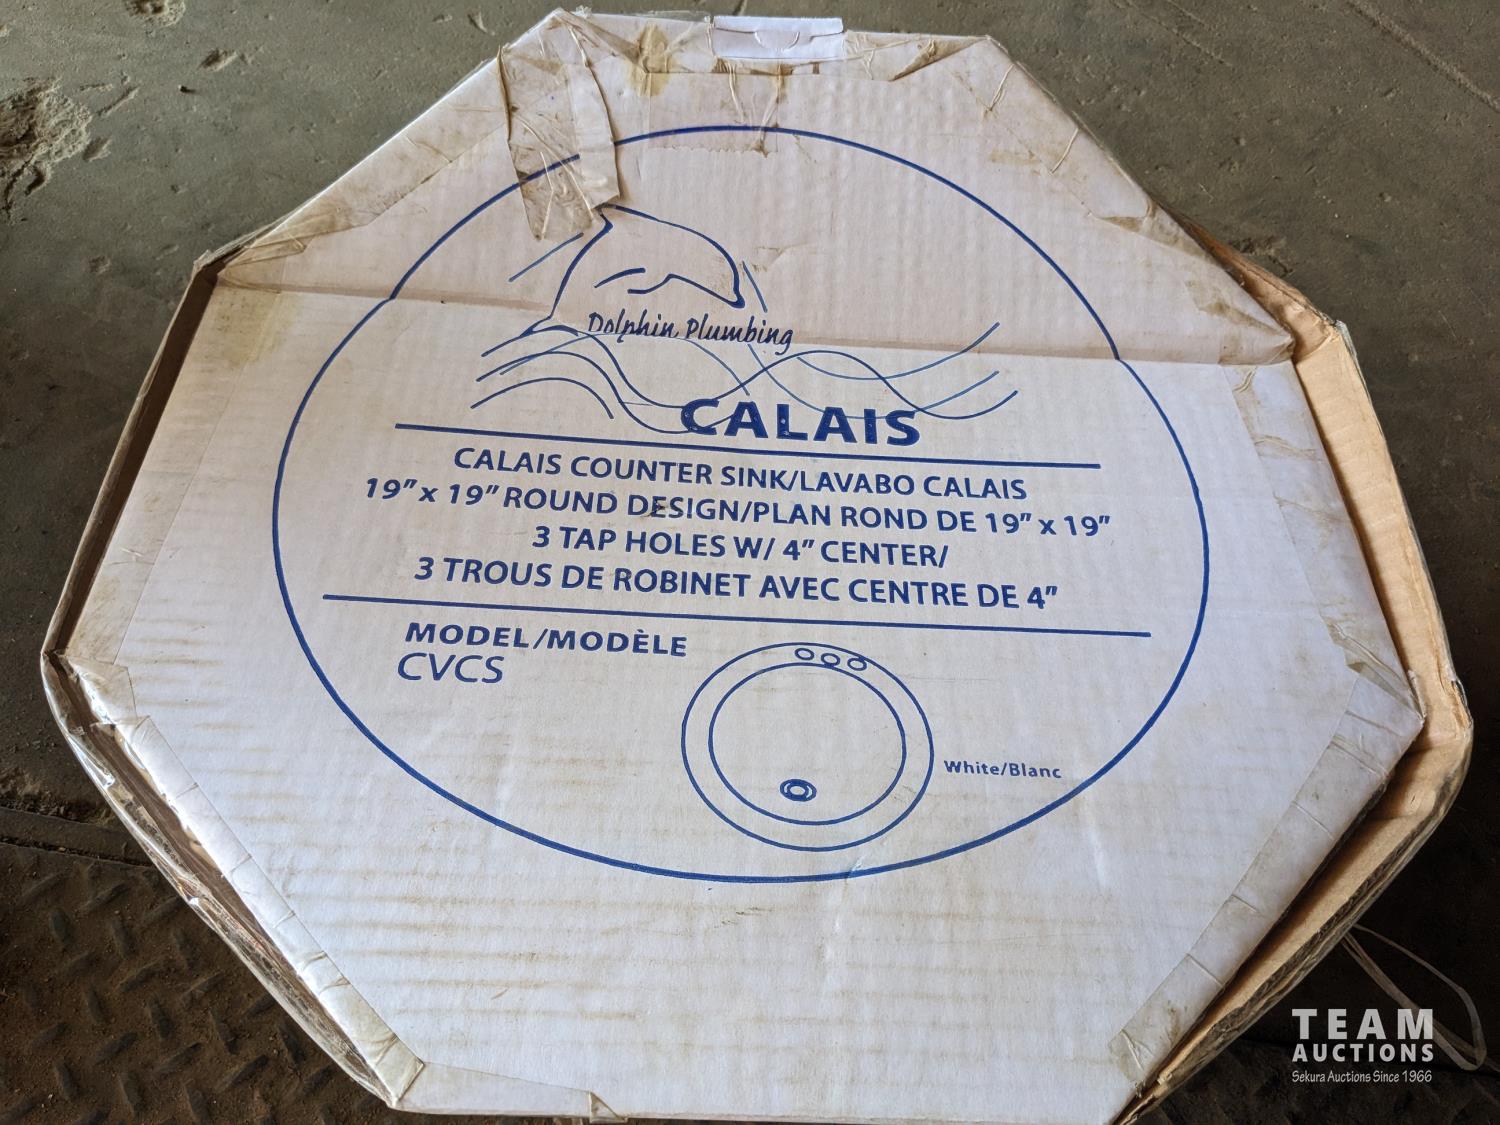 Dolphin Plumbing
CALAIS
CALAIS COUNTER SINK/LAVABO CALAIS
19" x 19" ROUND DESIGN/PLAN ROND DE 19" x 19"
3 TAP HOLES W/ 4" CENTER/
3 TROUS DE ROBINET AVEC CENTRE DE 4"
MODEL/MODÈLE
CVCS
White/Blanc
TEAM
AUCTIONS
Sekura Auctions Since 1966